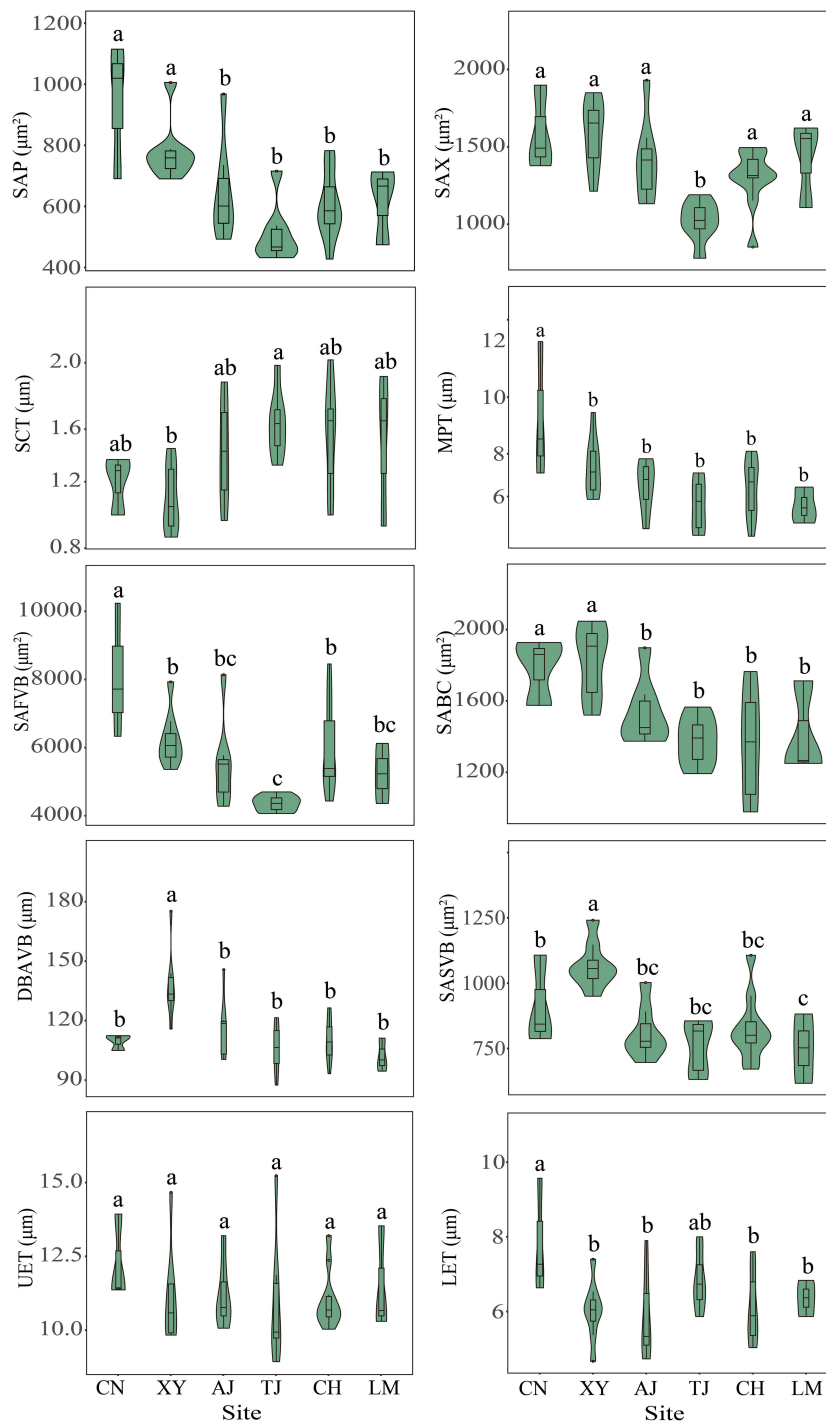 SAP (μm²)
1200
1000
800
600
400
a a b b b b
SAX (μm²)
2000
1500
1000
a a a b a a
SCT (μm)
2.0
1.6
1.2
0.8
ab b ab a ab ab
MPT (μm)
12
10
8
6
a b b b b b
SAFVB (μm²)
10000
8000
6000
4000
a b bc c b bc
SABC (μm²)
2000
1600
1200
a a b b b b
DBAVB (μm)
180
150
120
90
b a b b b b
SASVB (μm²)
1250
1000
750
b a bc bc bc c
UET (μm)
15.0
12.5
10.0
a a a a a a
CN XY AJ TJ CH LM
Site
LET (μm)
10
8
6
a b b ab b b
CN XY AJ TJ CH LM
Site